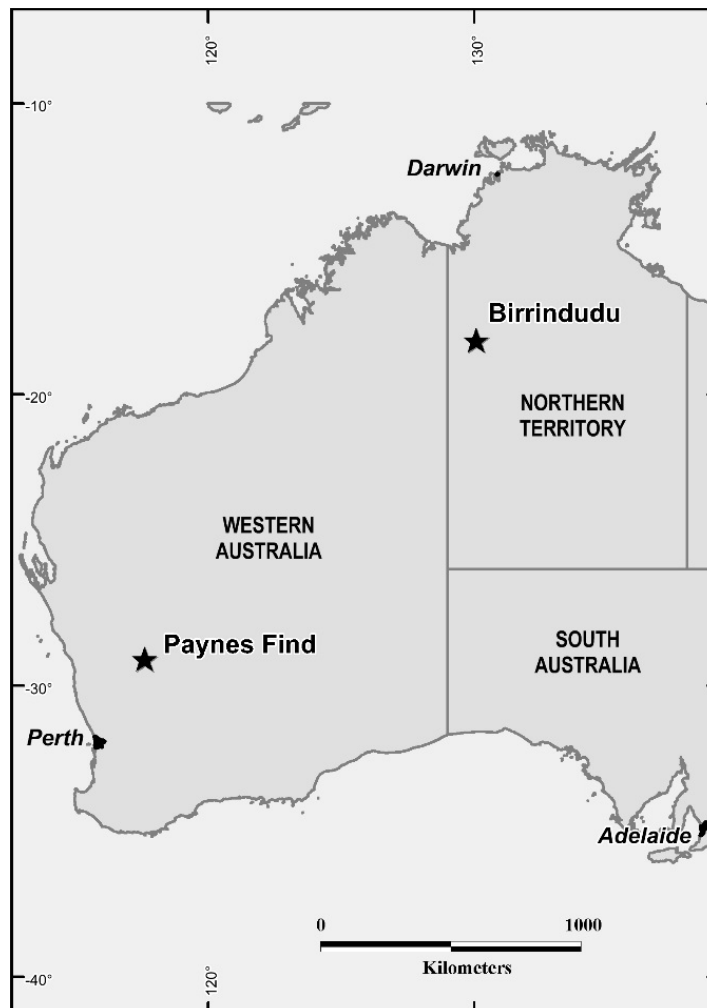 120°
130°
-10°
Darwin
Birrindudu
-20°
NORTHERN
TERRITORY
WESTERN
AUSTRALIA
Paynes Find
SOUTH
AUSTRALIA
-30°
Perth
Adelaide
0
1000
Kilometers
-40°
120°
130°